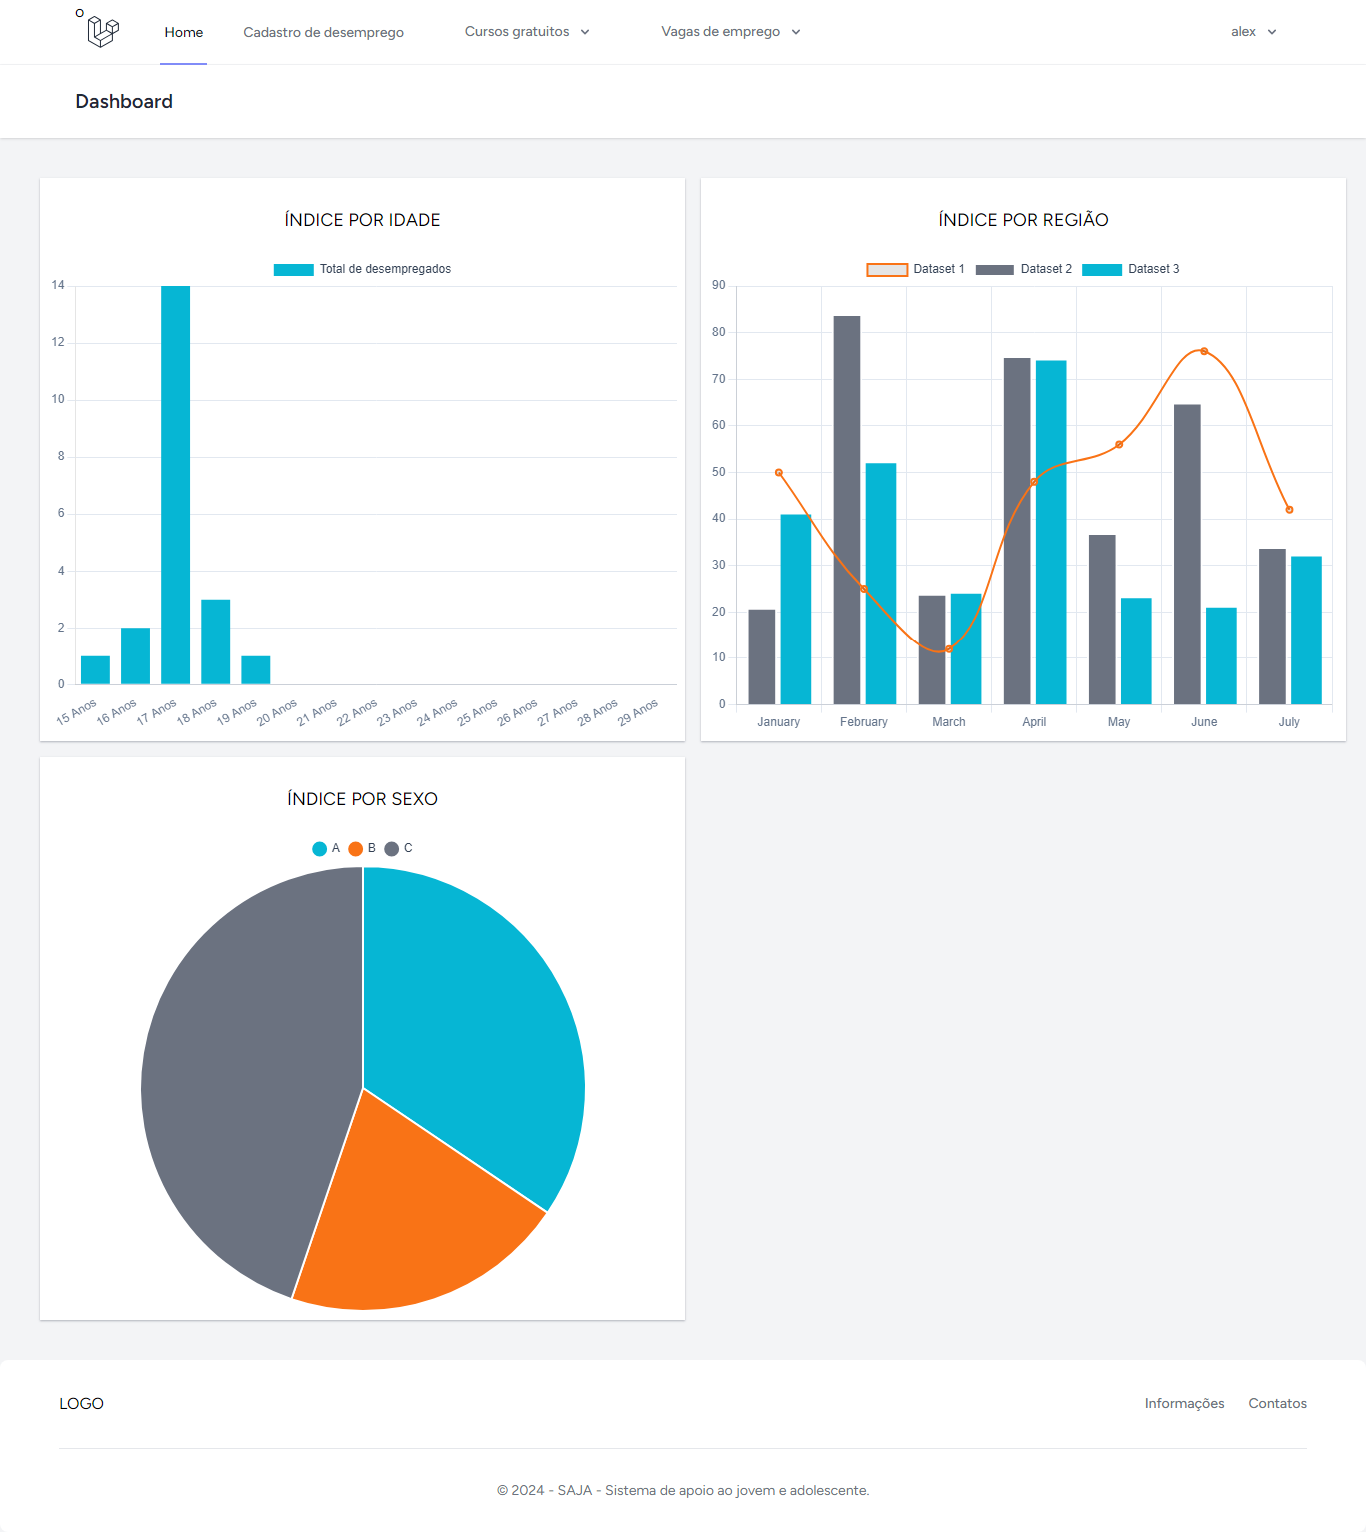 O
Home
Cadastro de desemprego
Cursos gratuitos
Vagas de emprego
alex
Dashboard
ÍNDICE POR IDADE
Total de desempregados
14
12
10
8
6
4
2
0
15 Anos
16 Anos
17 Anos
18 Anos
19 Anos
20 Anos
21 Anos
22 Anos
23 Anos
24 Anos
25 Anos
26 Anos
27 Anos
28 Anos
29 Anos
ÍNDICE POR REGIÃO
Dataset 1
Dataset 2
Dataset 3
90
80
70
60
50
40
30
20
10
0
January
February
March
April
May
June
July
ÍNDICE POR SEXO
A
B
C
LOGO
Informações
Contatos
© 2024 - SAJA - Sistema de apoio ao jovem e adolescente.